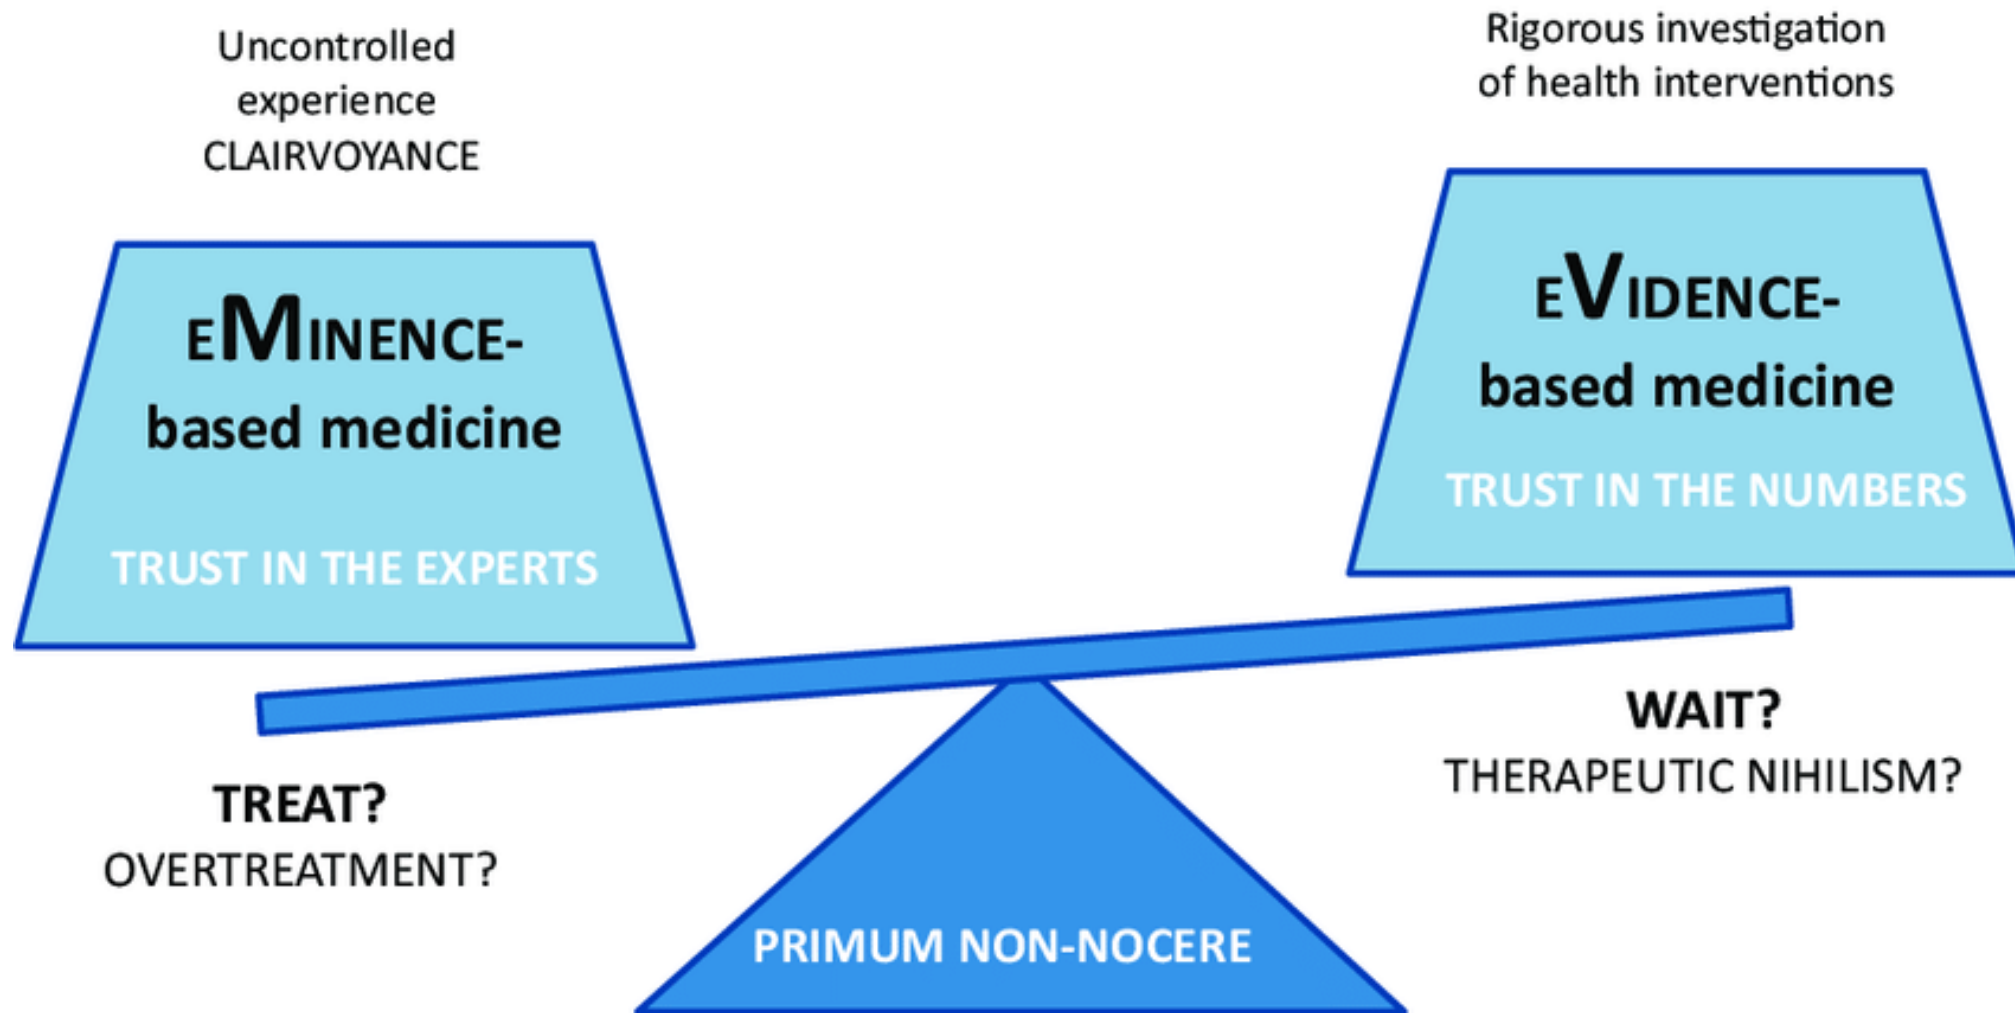 Uncontrolled
experience
CLAIRVOYANCE
EMINENCE-
based medicine
TRUST IN THE EXPERTS
TREAT?
OVERTREATMENT?
Rigorous investigation
of health interventions
EVIDENCE-
based medicine
TRUST IN THE NUMBERS
WAIT?
THERAPEUTIC NIHILISM?
PRIMUM NON-NOCERE